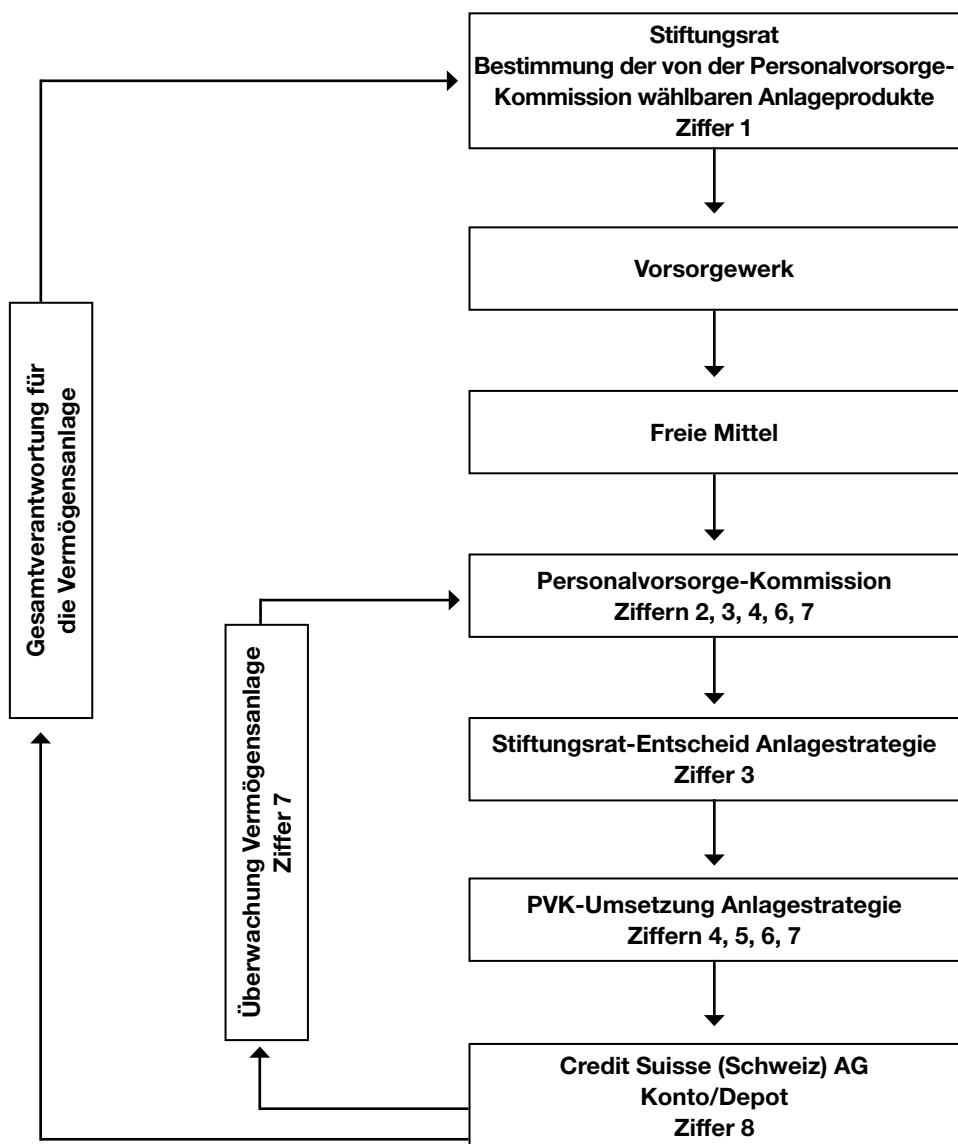 Stiftungsrat
Bestimmung der von der Personalvorsorge-
Kommission wählbaren Anlageprodukte
Ziffer 1
Vorsorgewerk
Freie Mittel
Gesamtverantwortung für
die Vermögensanlage
Personalvorsorge-Kommission
Ziffern 2, 3, 4, 6, 7
Überwachung Vermögensanlage
Ziffer 7
Stiftungsrat-Entscheid Anlagestrategie
Ziffer 3
PVK-Umsetzung Anlagestrategie
Ziffern 4, 5, 6, 7
Credit Suisse (Schweiz) AG
Konto/Depot
Ziffer 8